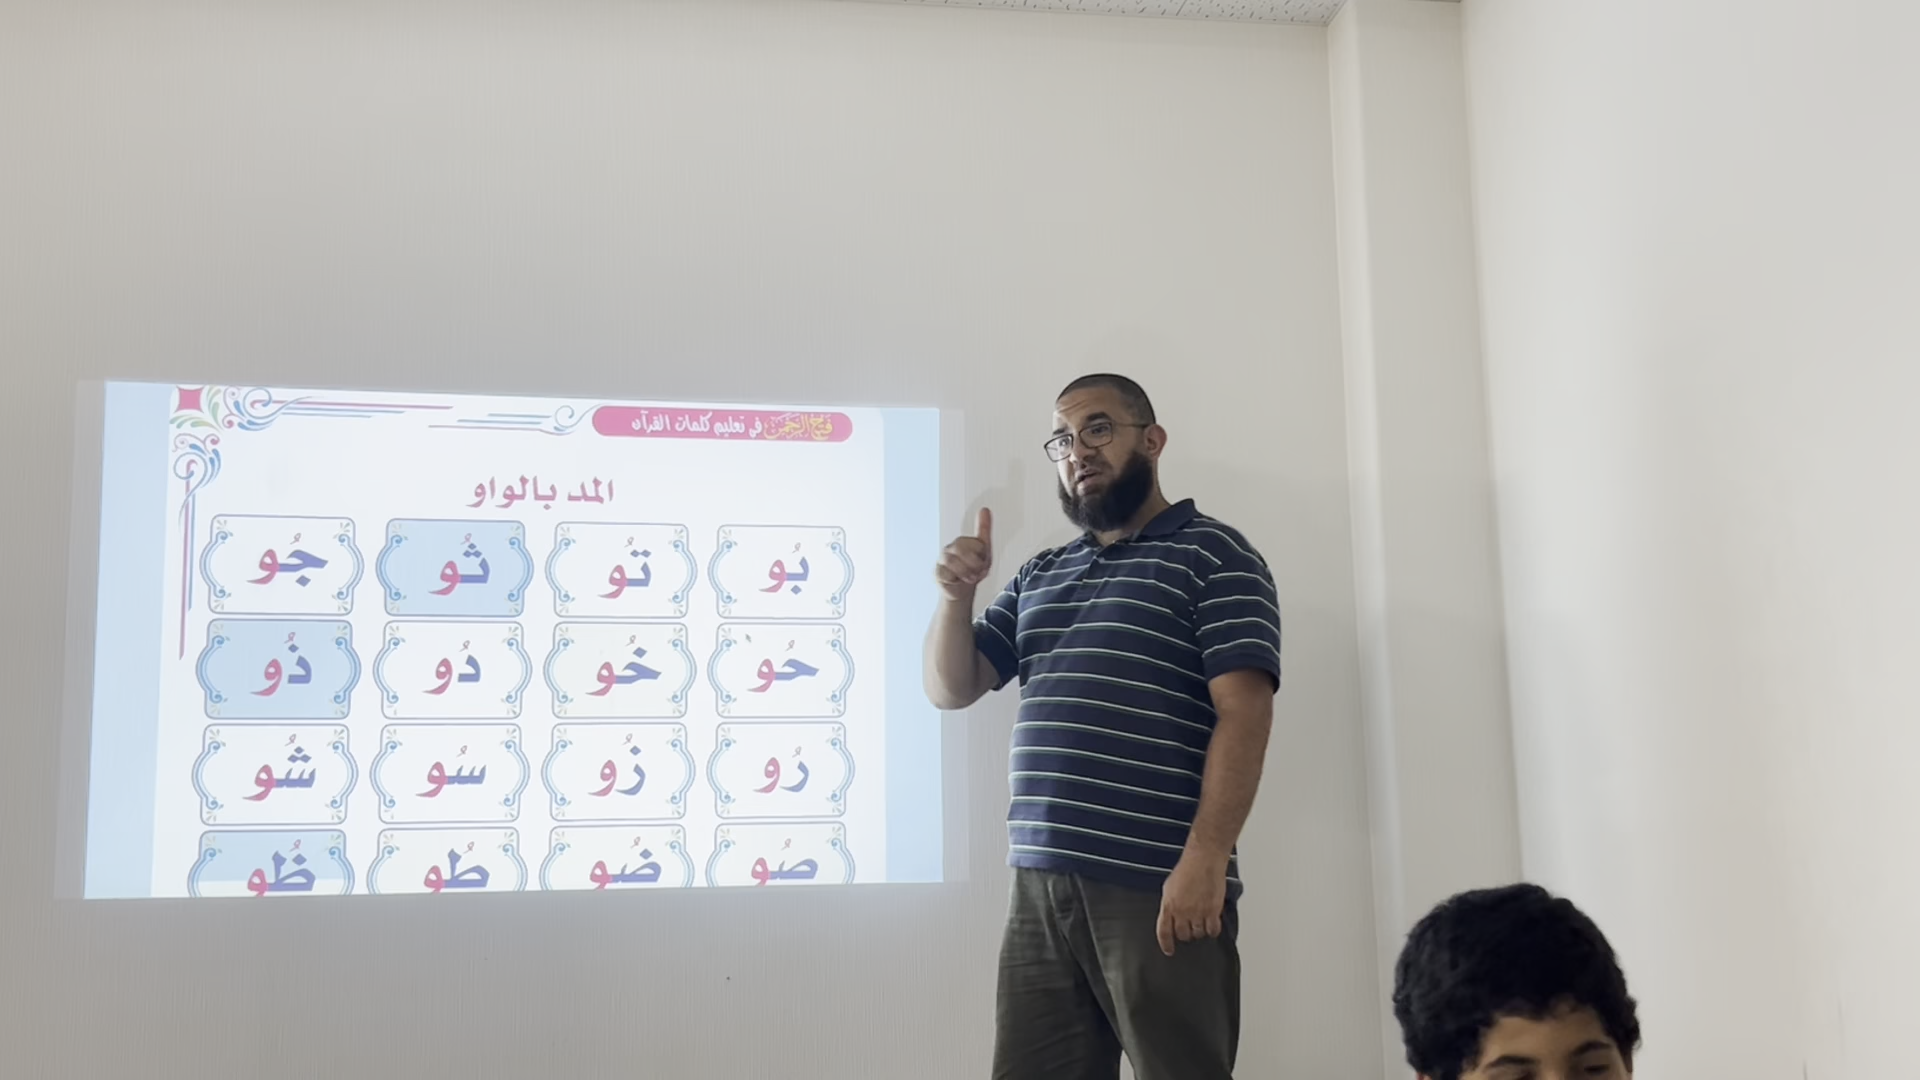 فتح الرحمن في تعليم كلمات القرآن
المد بالواو
بُو تُو ثُو جُو
حُو خُو دُو ذُو
رُو زُو سُو شُو
صُو ضُو طُو ظُو